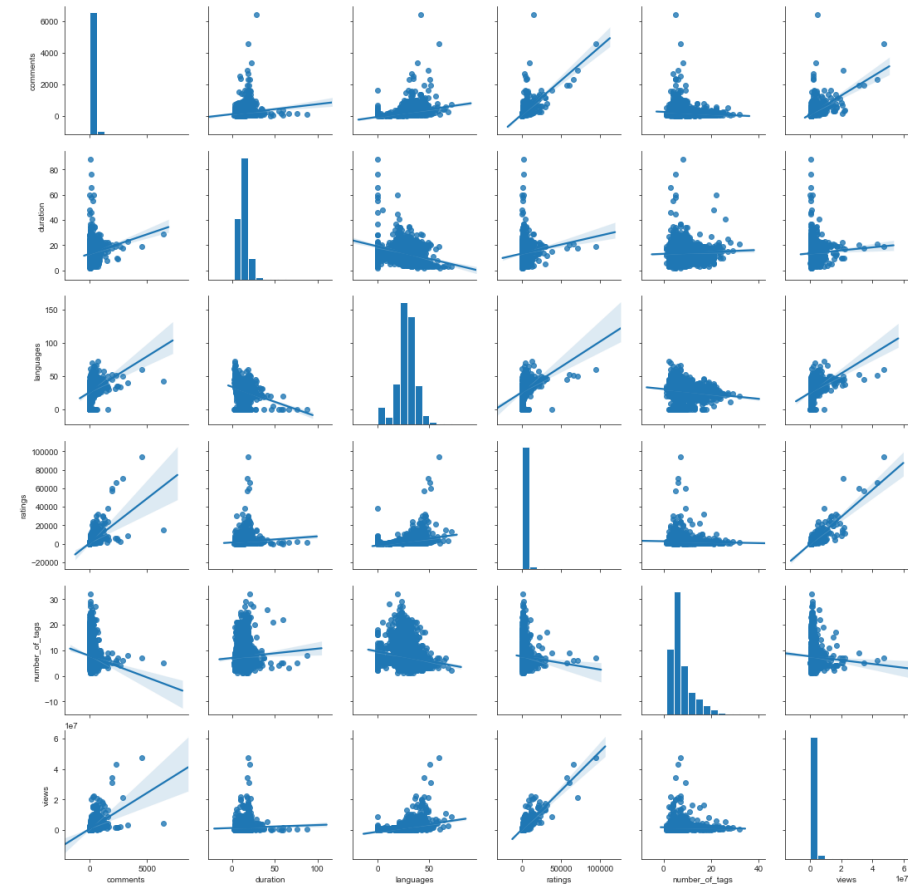 6000
4000
2000
0
comments
80
60
40
20
0
duration
150
100
50
0
languages
100000
80000
60000
40000
20000
0
−20000
ratings
30
20
10
0
−10
number_of_tags
1e7
6
4
2
0
views
0 5000 0 50 100 0 50 0 50000 100000 0 20 40 0 2 4 6
1e7
comments duration languages ratings number_of_tags views